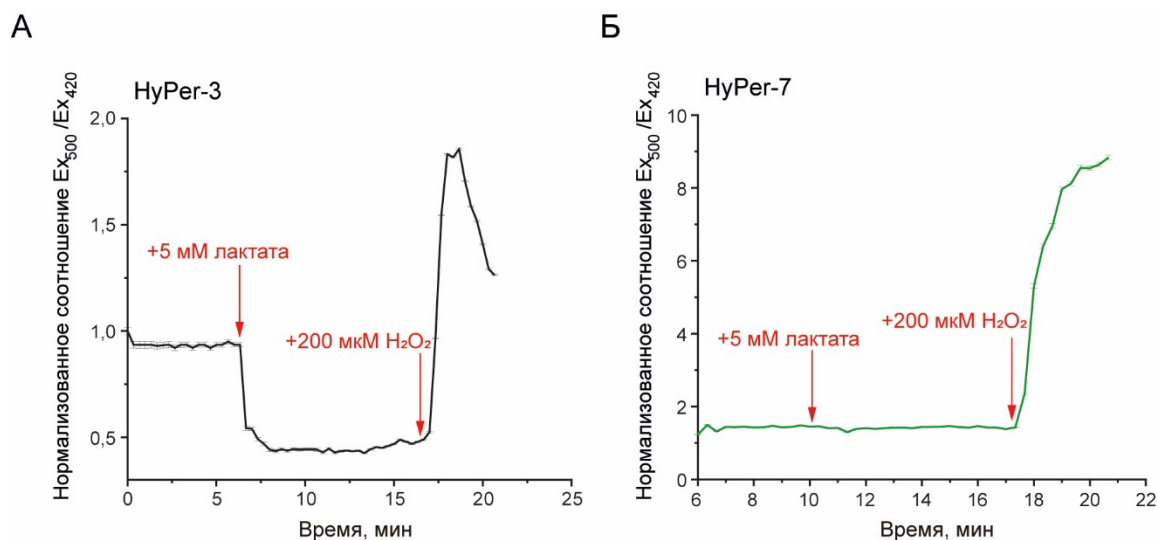 А
HyPer-3
Нормализованное соотношение Ex500 /Ex420
2,0
1,5
1,0
0,5
+5 мМ лактата
+200 мкМ H₂O₂
0 5 10 15 20 25
Время, мин
Б
HyPer-7
Нормализованное соотношение Ex500 /Ex420
10
8
6
4
2
0
+5 мМ лактата
+200 мкМ H₂O₂
6 8 10 12 14 16 18 20 22
Время, мин